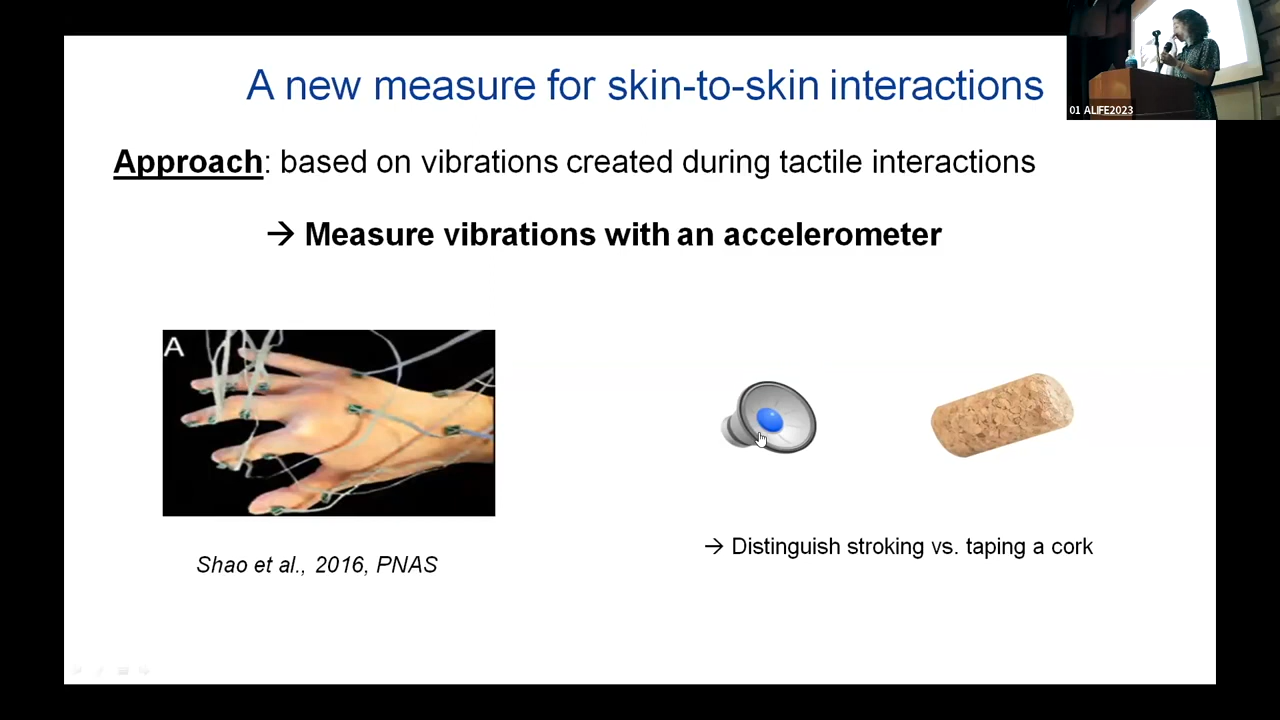 A new measure for skin-to-skin interactions
01 ALIFE2023
Approach: based on vibrations created during tactile interactions
→ Measure vibrations with an accelerometer
A
→ Distinguish stroking vs. taping a cork
Shao et al., 2016, PNAS